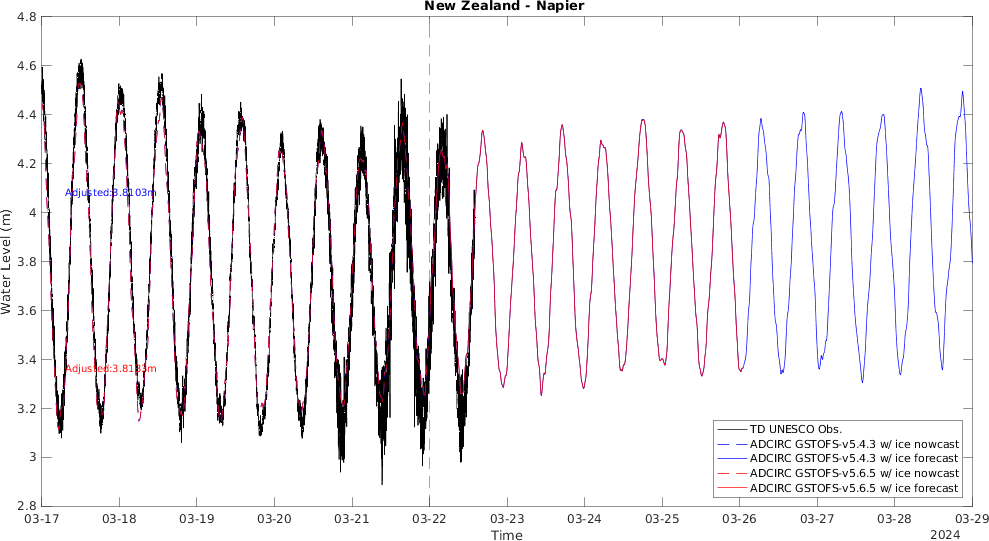 New Zealand - Napier
4.8
4.6
4.4
4.2
4
3.8
3.6
3.4
3.2
3
2.8
Water Level (m)
Adjusted:3.8103m
Adjusted:3.8183m
TD UNESCO Obs.
ADCIRC GSTOFS-v5.4.3 w/ ice nowcast
ADCIRC GSTOFS-v5.4.3 w/ ice forecast
ADCIRC GSTOFS-v5.6.5 w/ ice nowcast
ADCIRC GSTOFS-v5.6.5 w/ ice forecast
03-17 03-18 03-19 03-20 03-21 03-22 03-23 03-24 03-25 03-26 03-27 03-28 03-29
Time
2024